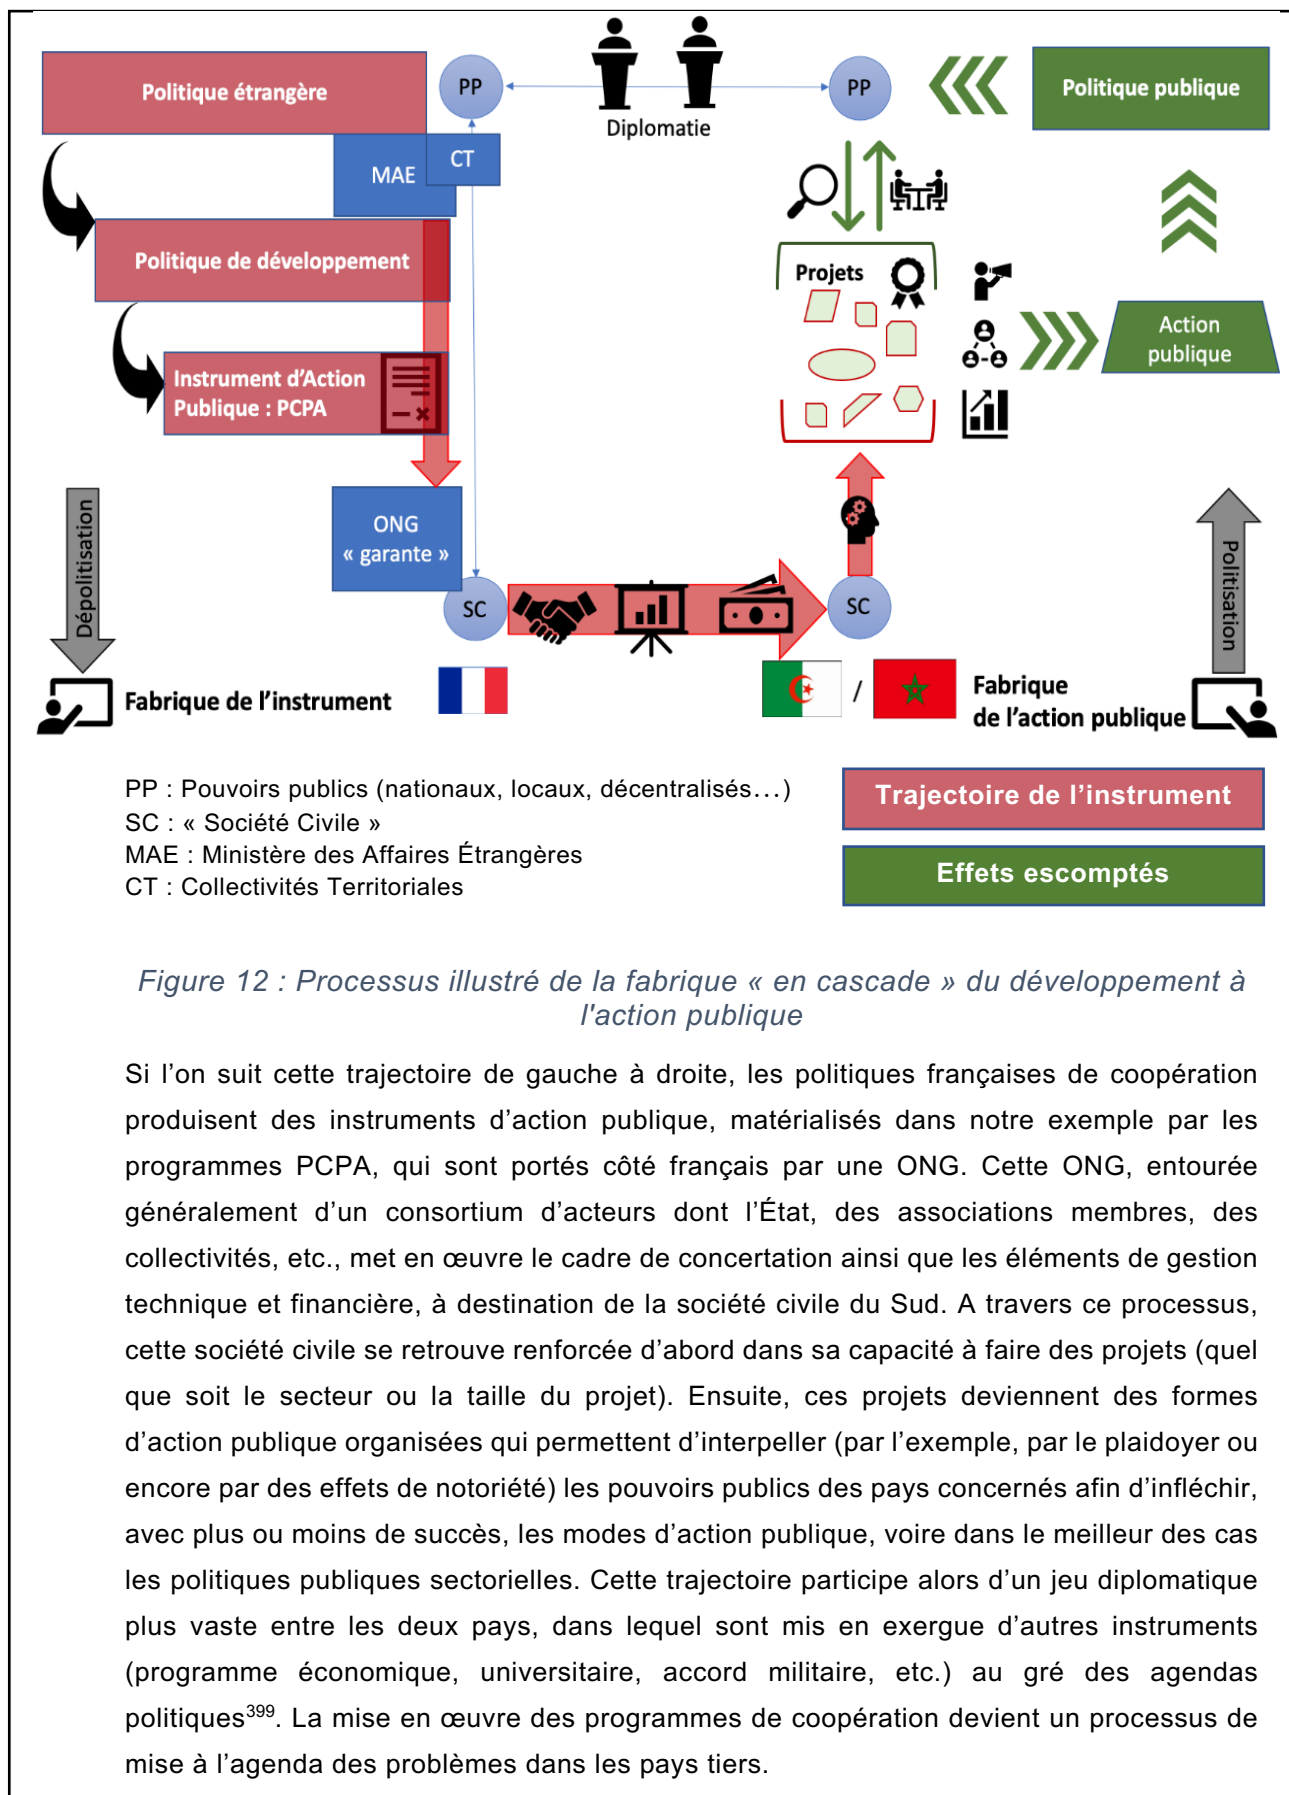 Politique étrangère
PP
Diplomatie
PP
Politique publique
MAE
CT
Politique de développement
Projets
Instrument d'Action
Publique : PCPA
Action
publique
Dépolitisation
ONG
« garante »
SC
SC
Politisation
Fabrique de l'instrument
/
Fabrique
de l'action publique
PP : Pouvoirs publics (nationaux, locaux, décentralisés…)
SC : « Société Civile »
MAE : Ministère des Affaires Étrangères
CT : Collectivités Territoriales
Trajectoire de l'instrument
Effets escomptés
Figure 12 : Processus illustré de la fabrique « en cascade » du développement à
l'action publique
Si l'on suit cette trajectoire de gauche à droite, les politiques françaises de coopération
produisent des instruments d'action publique, matérialisés dans notre exemple par les
programmes PCPA, qui sont portés côté français par une ONG. Cette ONG, entourée
généralement d'un consortium d'acteurs dont l'État, des associations membres, des
collectivités, etc., met en œuvre le cadre de concertation ainsi que les éléments de gestion
technique et financière, à destination de la société civile du Sud. A travers ce processus,
cette société civile se retrouve renforcée d'abord dans sa capacité à faire des projets (quel
que soit le secteur ou la taille du projet). Ensuite, ces projets deviennent des formes
d'action publique organisées qui permettent d'interpeller (par l'exemple, par le plaidoyer ou
encore par des effets de notoriété) les pouvoirs publics des pays concernés afin d'infléchir,
avec plus ou moins de succès, les modes d'action publique, voire dans le meilleur des cas
les politiques publiques sectorielles. Cette trajectoire participe alors d'un jeu diplomatique
plus vaste entre les deux pays, dans lequel sont mis en exergue d'autres instruments
(programme économique, universitaire, accord militaire, etc.) au gré des agendas
politiques399. La mise en œuvre des programmes de coopération devient un processus de
mise à l'agenda des problèmes dans les pays tiers.